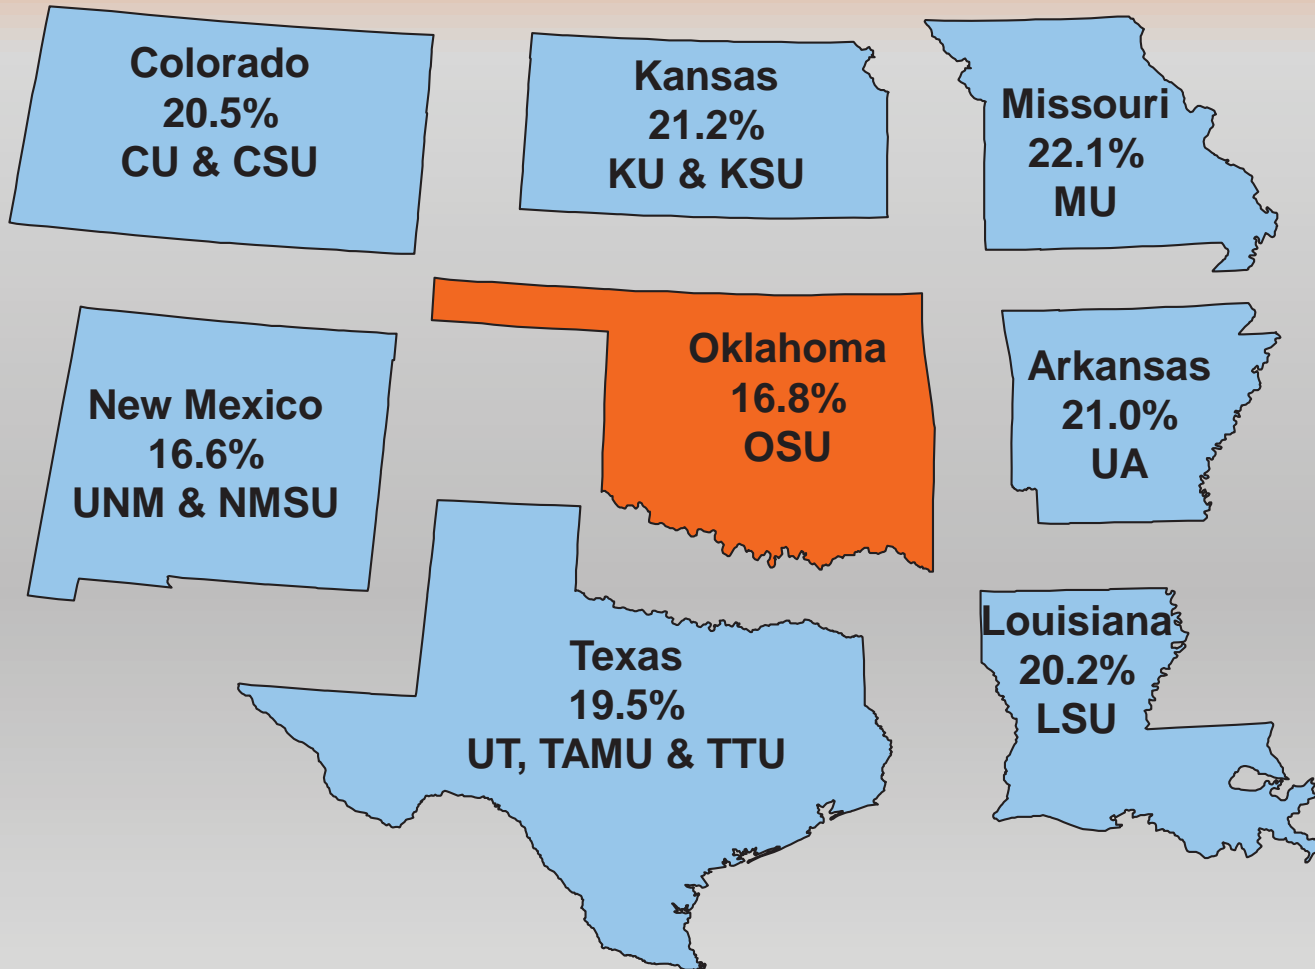 Colorado
20.5%
CU & CSU
Kansas
21.2%
KU & KSU
Missouri
22.1%
MU
New Mexico
16.6%
UNM & NMSU
Oklahoma
16.8%
OSU
Arkansas
21.0%
UA
Texas
19.5%
UT, TAMU & TTU
Louisiana
20.2%
LSU